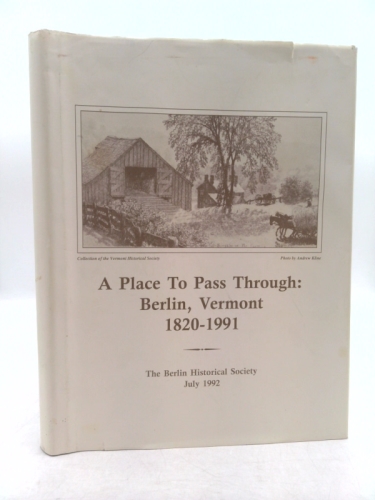 Collection of the Vermont Historical Society
Photo by Andrew Kline
A Place To Pass Through:
Berlin, Vermont
1820-1991
The Berlin Historical Society
July 1992